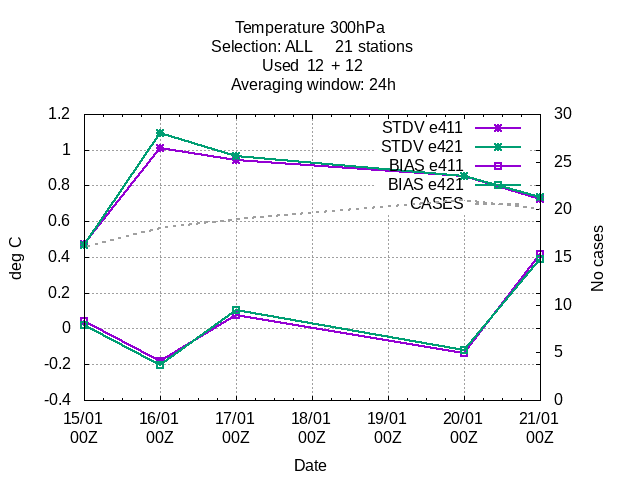 Temperature 300hPa
Selection: ALL     21 stations
Used  12 + 12
Averaging window: 24h
STDV e411
STDV e421
BIAS e411
BIAS e421
CASES
1.2
1
0.8
0.6
0.4
0.2
0
-0.2
-0.4
deg C
30
25
20
15
10
5
0
No cases
15/01 16/01 17/01 18/01 19/01 20/01 21/01
00Z 00Z 00Z 00Z 00Z 00Z 00Z
Date